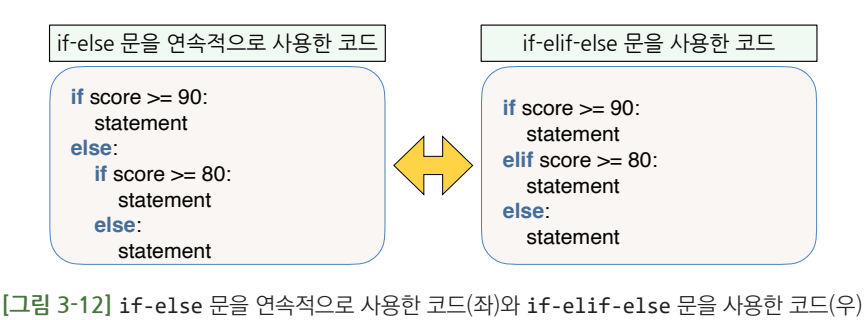 if-else 문을 연속적으로 사용한 코드
if score >= 90:
statement
else:
if score >= 80:
statement
else:
statement
if-elif-else 문을 사용한 코드
if score >= 90:
statement
elif score >= 80:
statement
else:
statement
[그림 3-12] if-else 문을 연속적으로 사용한 코드(좌)와 if-elif-else 문을 사용한 코드(우)